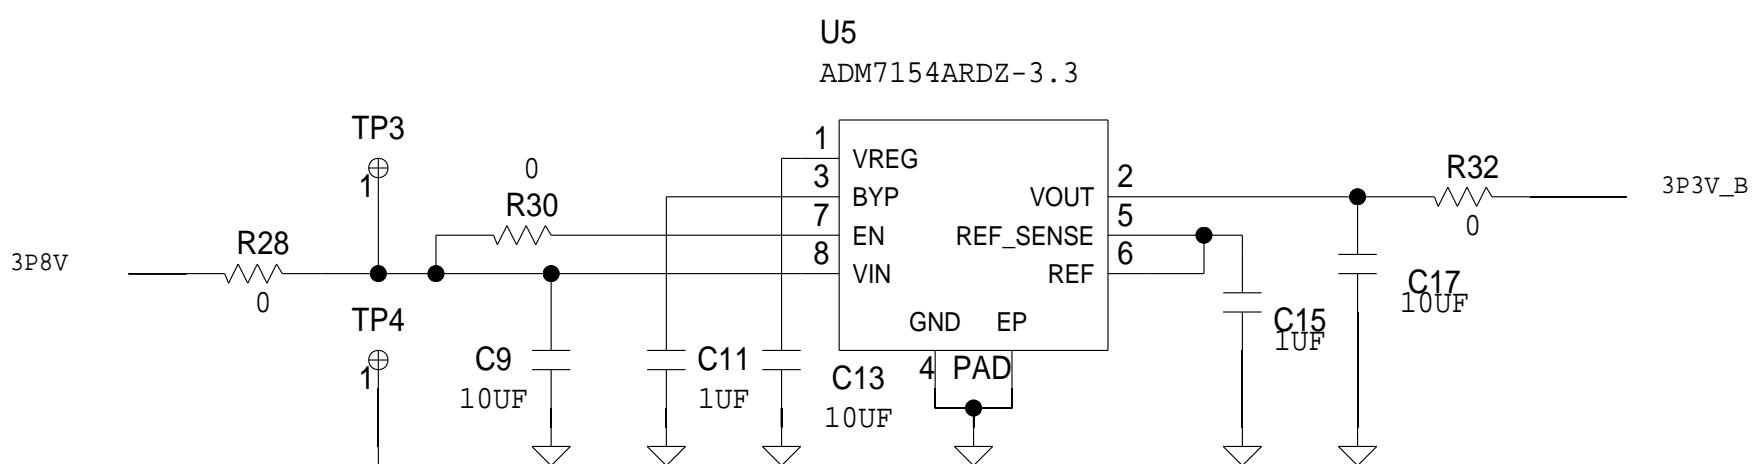 U5
ADM7154ARDZ-3.3
TP3
1
0
R30
R28
3P8V
0
TP4
1
C9
10UF
C11
1UF
C13
10UF
1
VREG
3
BYP
7
EN
8
VIN
VOUT
2
REF_SENSE
5
REF
6
GND
EP
4
PAD
R32
0
3P3V_B
C15
1UF
C17
10UF